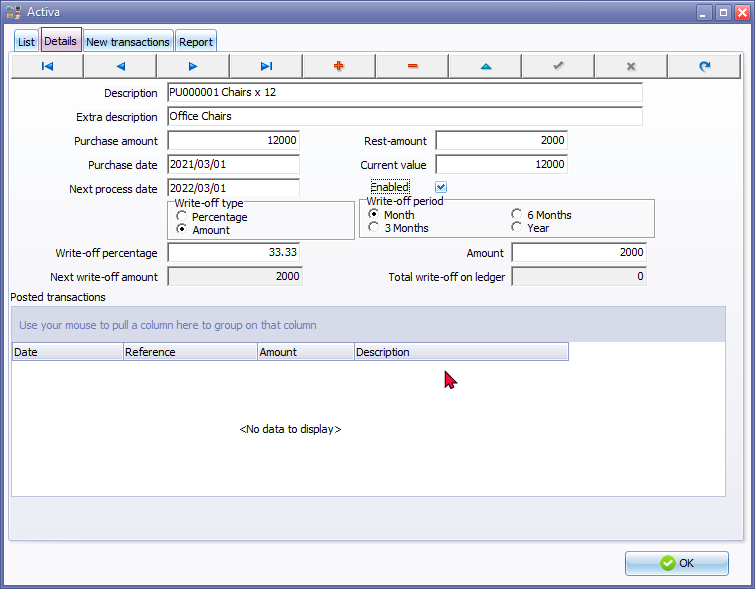 Activa
List Details New transactions Report
Description PU000001 Chairs x 12
Extra description Office Chairs
Purchase amount 12000 Rest-amount 2000
Purchase date 2021/03/01 Current value 12000
Next process date 2022/03/01 Enabled
Write-off type Write-off period
Percentage Month 6 Months
Amount 3 Months Year
Write-off percentage 33.33 Amount 2000
Next write-off amount 2000 Total write-off on ledger 0
Posted transactions
Use your mouse to pull a column here to group on that column
Date Reference Amount Description
<No data to display>
OK